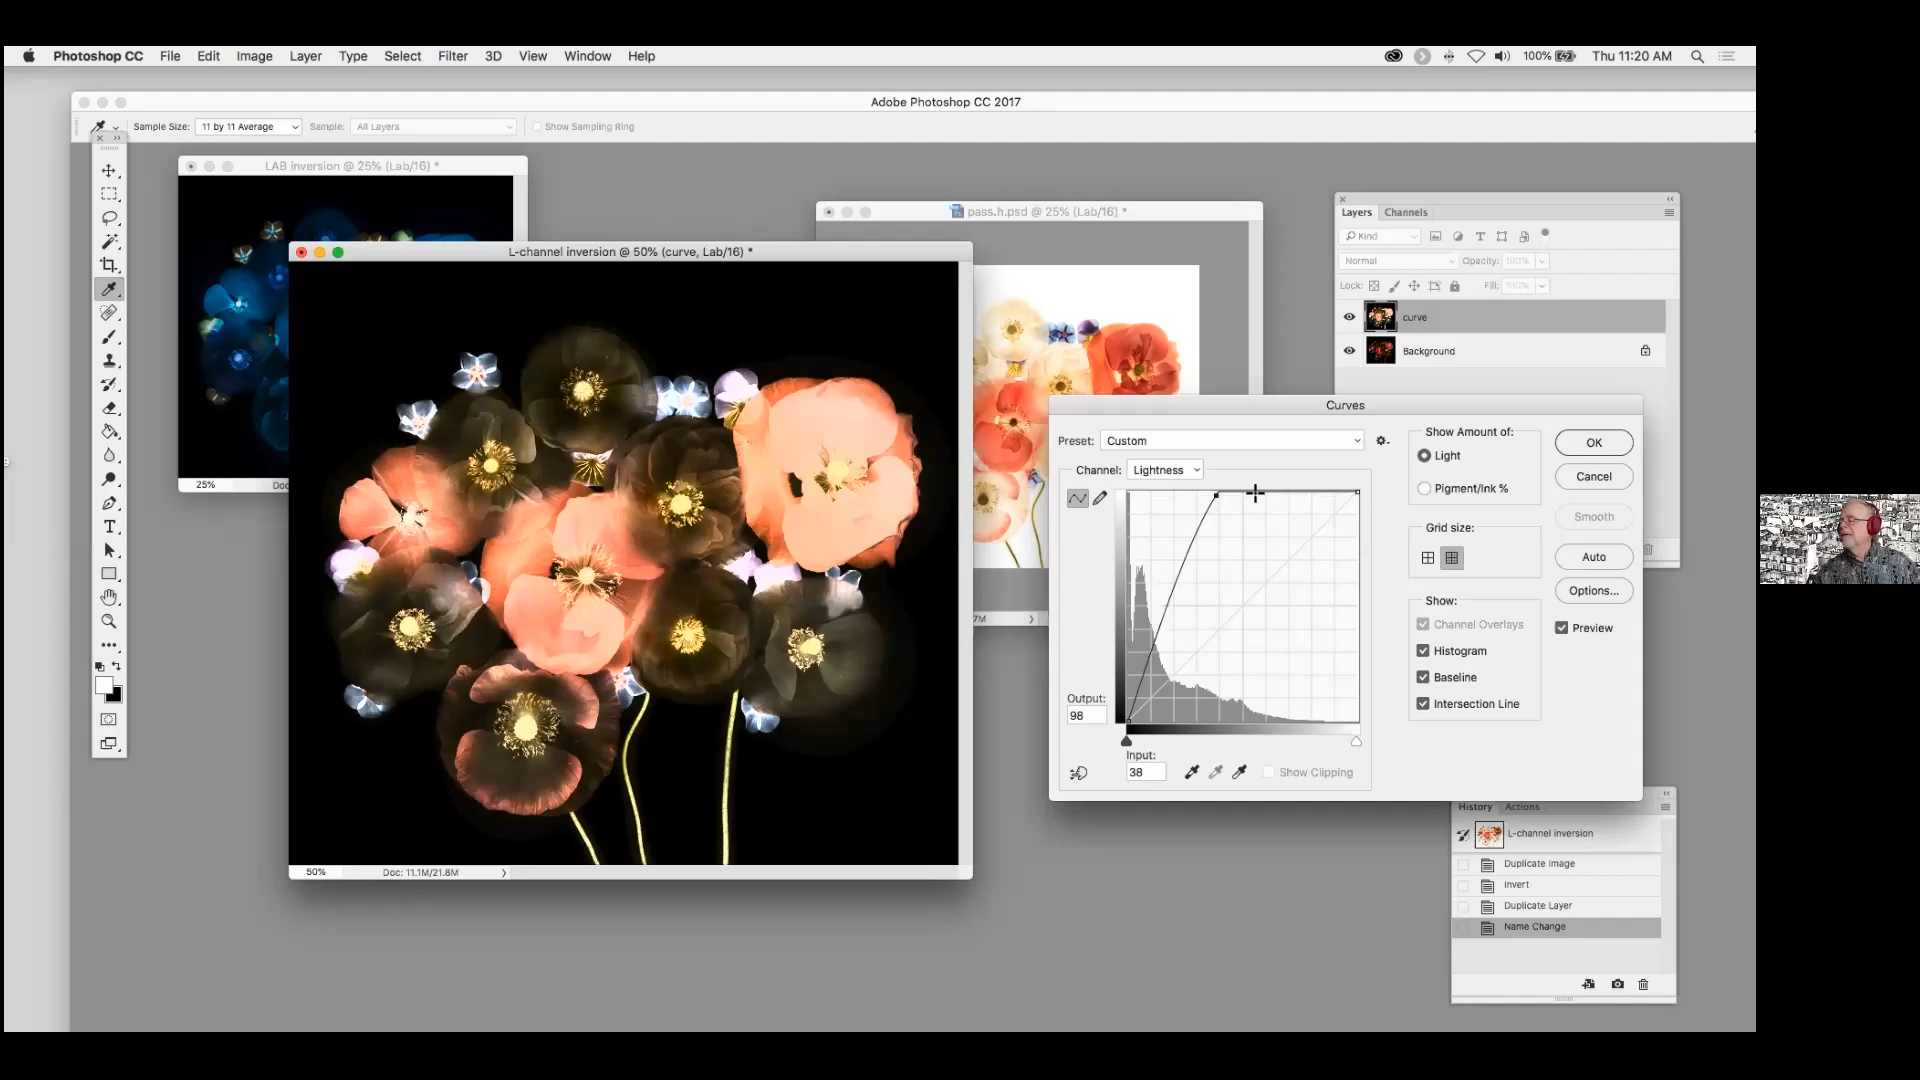 Photoshop CC File Edit Image Layer Type Select Filter 3D View Window Help 100% Thu 11:20 AM
Adobe Photoshop CC 2017
Sample Size: 11 by 11 Average Sample: All Layers Show Sampling Ring
LAB inversion @ 25% (Lab/16) *
25% Doc
pass.h.psd @ 25% (Lab/16) *
7M
L-channel inversion @ 50% (curve, Lab/16) *
50% Doc: 11.1M/21.8M
Layers Channels
Kind
Normal Opacity: 100%
Lock: Fill: 100%
curve
Background
Curves
Preset: Custom
Channel: Lightness
Output:
98
Input:
38
Show Clipping
Show Amount of:
Light
Pigment/Ink %
Grid size:
Show:
Channel Overlays
Histogram
Baseline
Intersection Line
OK
Cancel
Smooth
Auto
Options...
Preview
History Actions
L-channel inversion
Duplicate Image
Invert
Duplicate Layer
Name Change